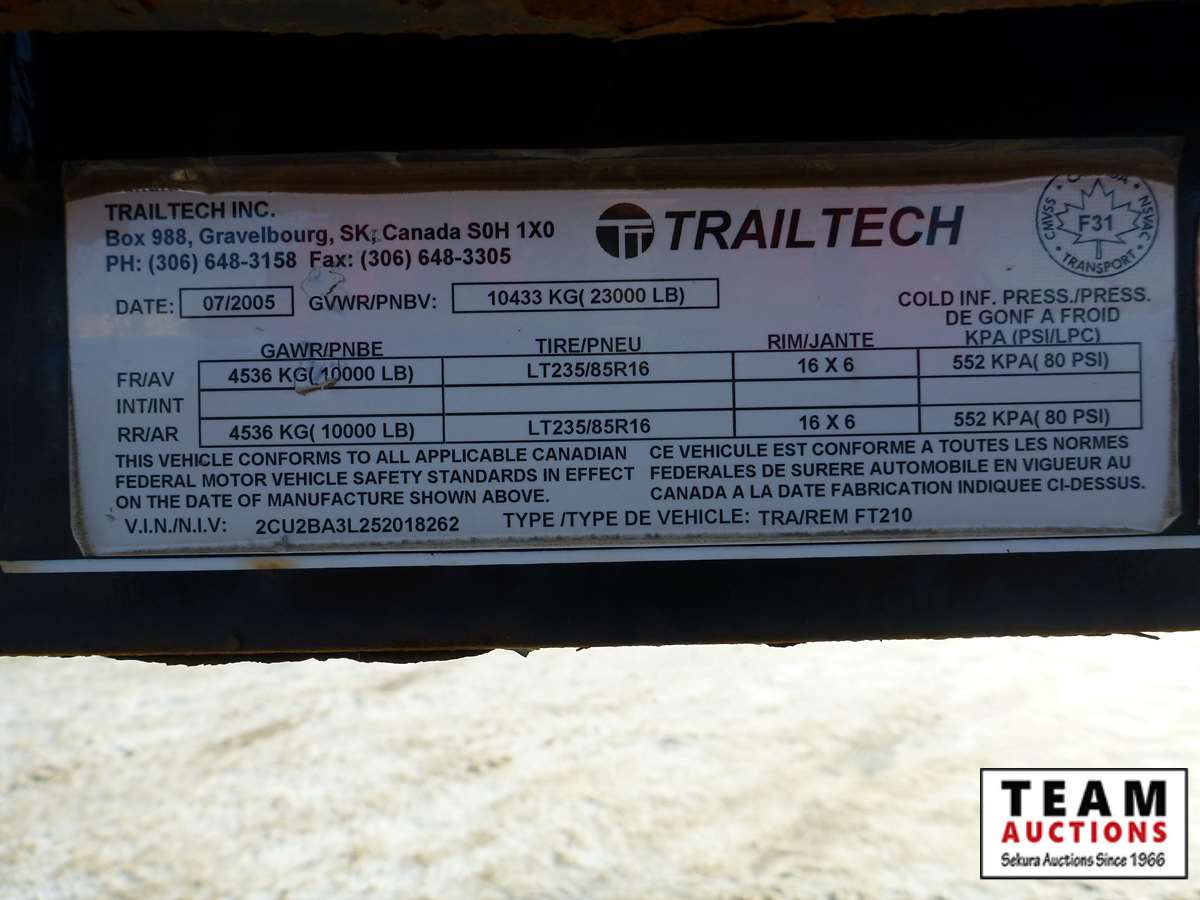 TRAILTECH INC.
Box 988, Gravelbourg, SK, Canada S0H 1X0
PH: (306) 648-3158 Fax: (306) 648-3305
TRAILTECH
CANADA
CMVSS F31 NSVAC
TRANSPORT
DATE: 07/2005 GVWR/PNBV: 10433 KG( 23000 LB)
COLD INF. PRESS./PRESS.
DE GONF A FROID
GAWR/PNBE TIRE/PNEU RIM/JANTE KPA (PSI/LPC)
FR/AV 4536 KG( 10000 LB) LT235/85R16 16 X 6 552 KPA( 80 PSI)
INT/INT
RR/AR 4536 KG( 10000 LB) LT235/85R16 16 X 6 552 KPA( 80 PSI)
THIS VEHICLE CONFORMS TO ALL APPLICABLE CANADIAN
FEDERAL MOTOR VEHICLE SAFETY STANDARDS IN EFFECT
ON THE DATE OF MANUFACTURE SHOWN ABOVE.
CE VEHICULE EST CONFORME A TOUTES LES NORMES
FEDERALES DE SURERE AUTOMOBILE EN VIGUEUR AU
CANADA A LA DATE FABRICATION INDIQUEE CI-DESSUS.
V.I.N./N.I.V: 2CU2BA3L252018262 TYPE /TYPE DE VEHICLE: TRA/REM FT210
TEAM
AUCTIONS
Sekura Auctions Since 1966